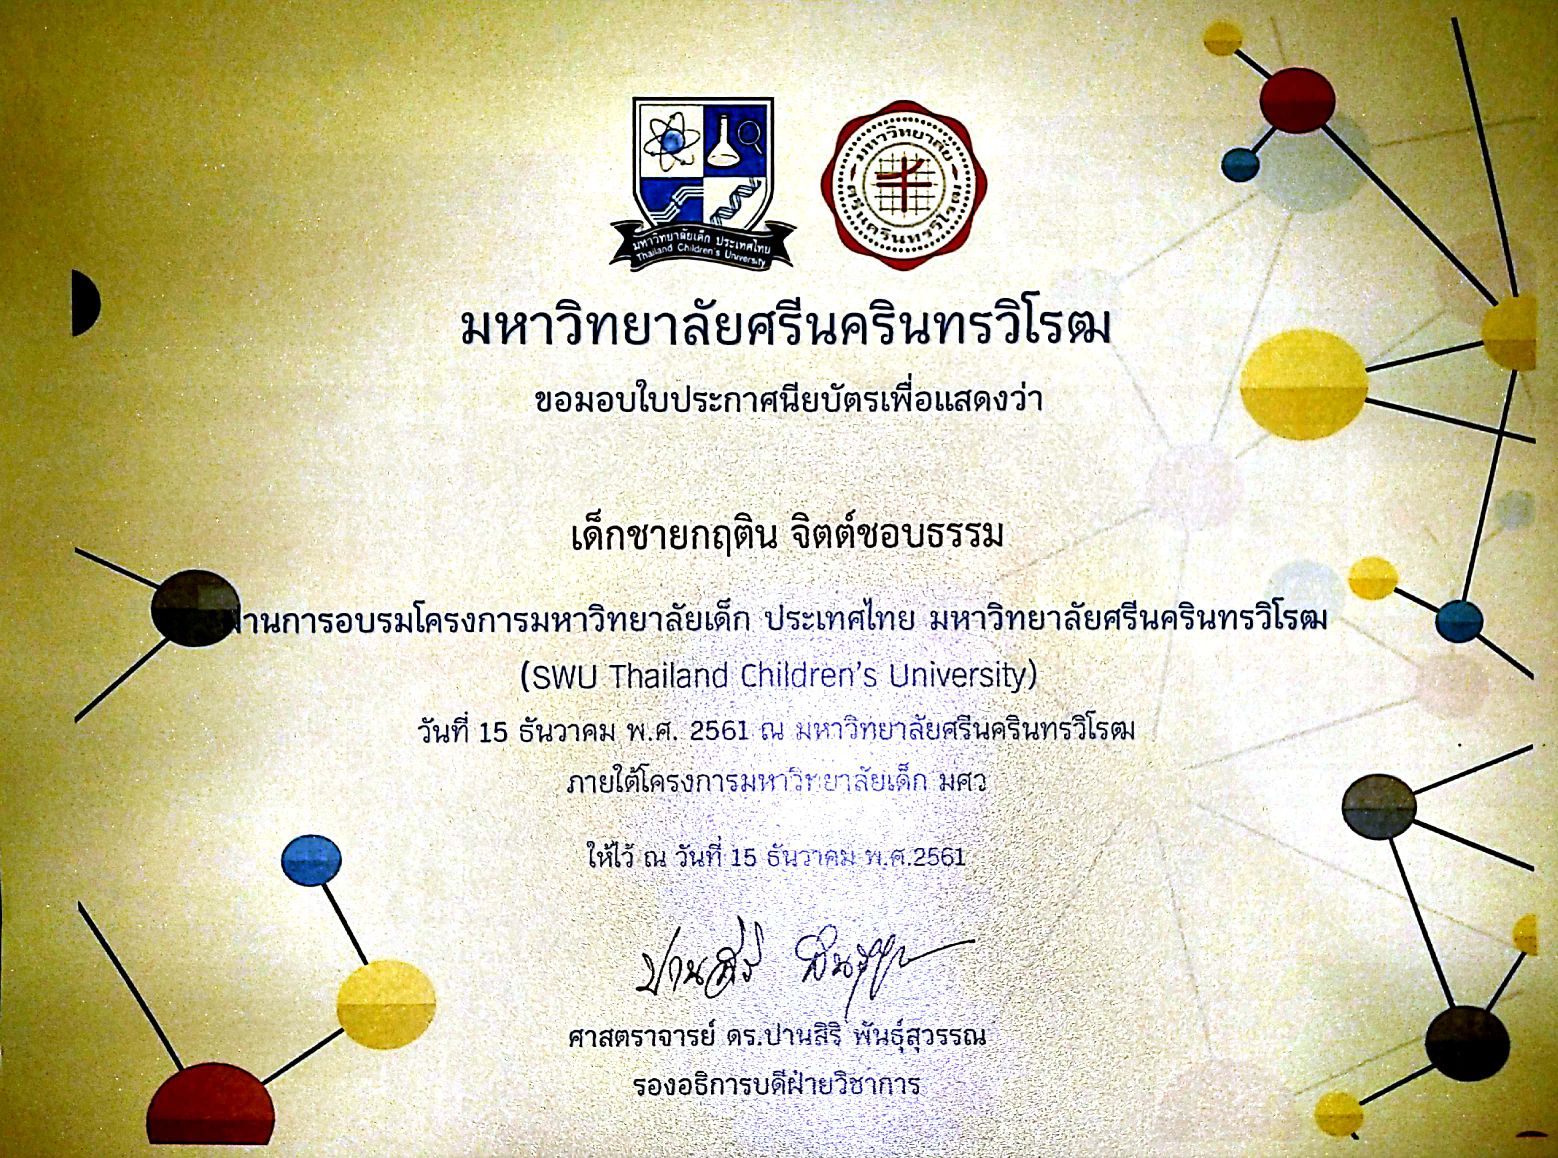 มหาวิทยาลัยเด็ก ประเทศไทย
Thailand Children's University
มหาวิทยาลัย
ศรีนครินทรวิโรฒ
มหาวิทยาลัยศรีนครินทรวิโรฒ
ขอมอบใบประกาศนียบัตรเพื่อแสดงว่า
เด็กชายกฤติน จิตต์ชอบธรรม
ผ่านการอบรมโครงการมหาวิทยาลัยเด็ก ประเทศไทย มหาวิทยาลัยศรีนครินทรวิโรฒ
(SWU Thailand Children's University)
วันที่ 15 ธันวาคม พ.ศ. 2561 ณ มหาวิทยาลัยศรีนครินทรวิโรฒ
ภายใต้โครงการมหาวิทยาลัยเด็ก มศว
ให้ไว้ ณ วันที่ 15 ธันวาคม พ.ศ.2561
ปานสิริ พันธุ์สุวรรณ
ศาสตราจารย์ ดร.ปานสิริ พันธุ์สุวรรณ
รองอธิการบดีฝ่ายวิชาการ